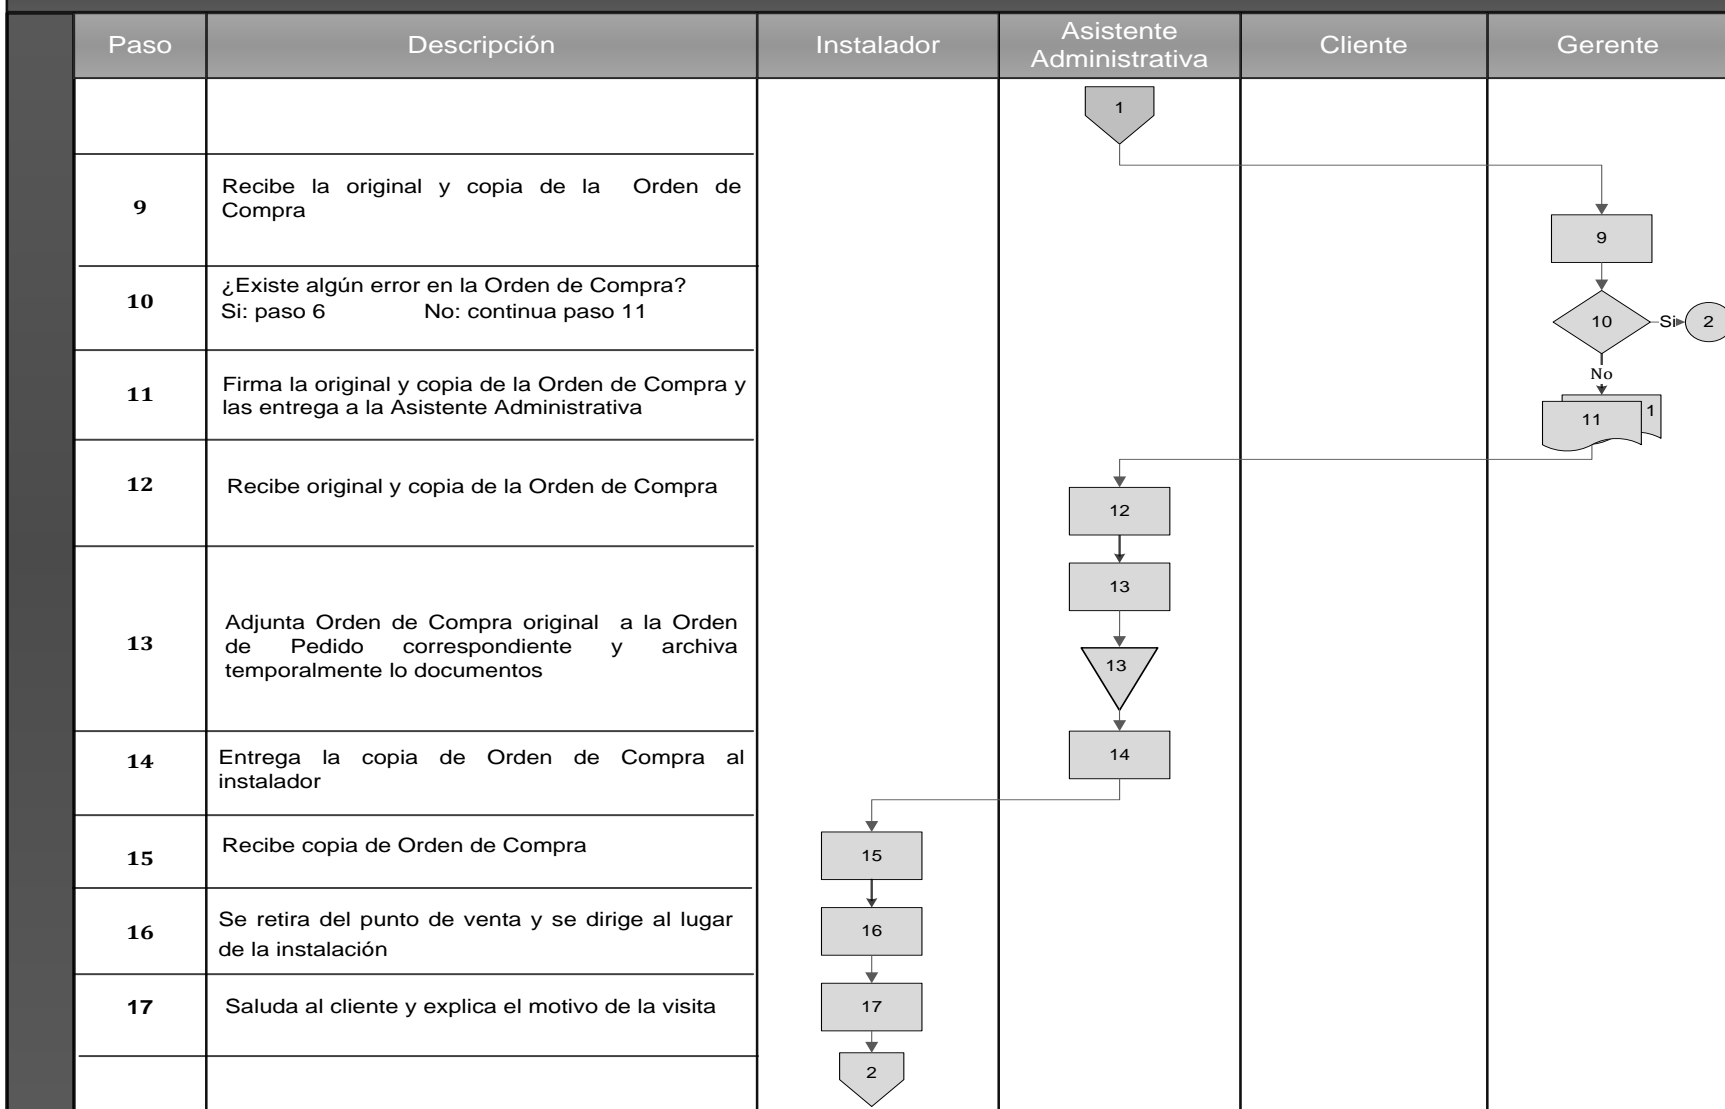 Paso
Descripción
Instalador
Asistente
Administrativa
Cliente
Gerente
1
9
Recibe la original y copia de la Orden de
Compra
9
10
¿Existe algún error en la Orden de Compra?
Si: paso 6 No: continua paso 11
10
Si
2
No
11
Firma la original y copia de la Orden de Compra y
las entrega a la Asistente Administrativa
11
1
12
Recibe original y copia de la Orden de Compra
12
13
13
Adjunta Orden de Compra original a la Orden
de Pedido correspondiente y archiva
temporalmente lo documentos
13
14
Entrega la copia de Orden de Compra al
instalador
14
15
Recibe copia de Orden de Compra
15
16
Se retira del punto de venta y se dirige al lugar
de la instalación
16
17
Saluda al cliente y explica el motivo de la visita
17
2